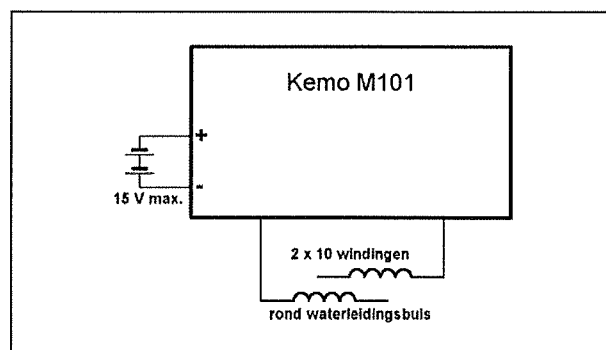 Kemo M101
+
-
15 V max.
2 x 10 windingen
rond waterleidingsbuis